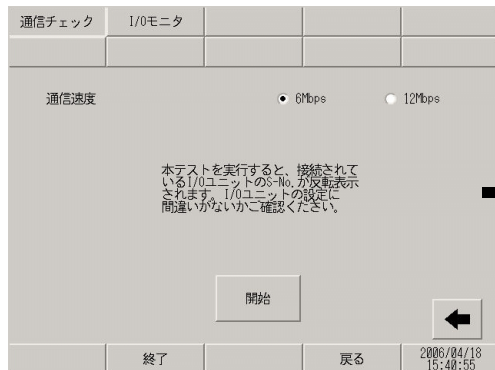 通信チェック
I/Oモニタ
通信速度
6Mbps
12Mbps
本テストを実行すると、接続されて
いるI/OユニットのS-No.が反転表示
されます。I/Oユニットの設定に
間違いがないかご確認ください。
開始
終了
戻る
2006/04/18
15:40:55